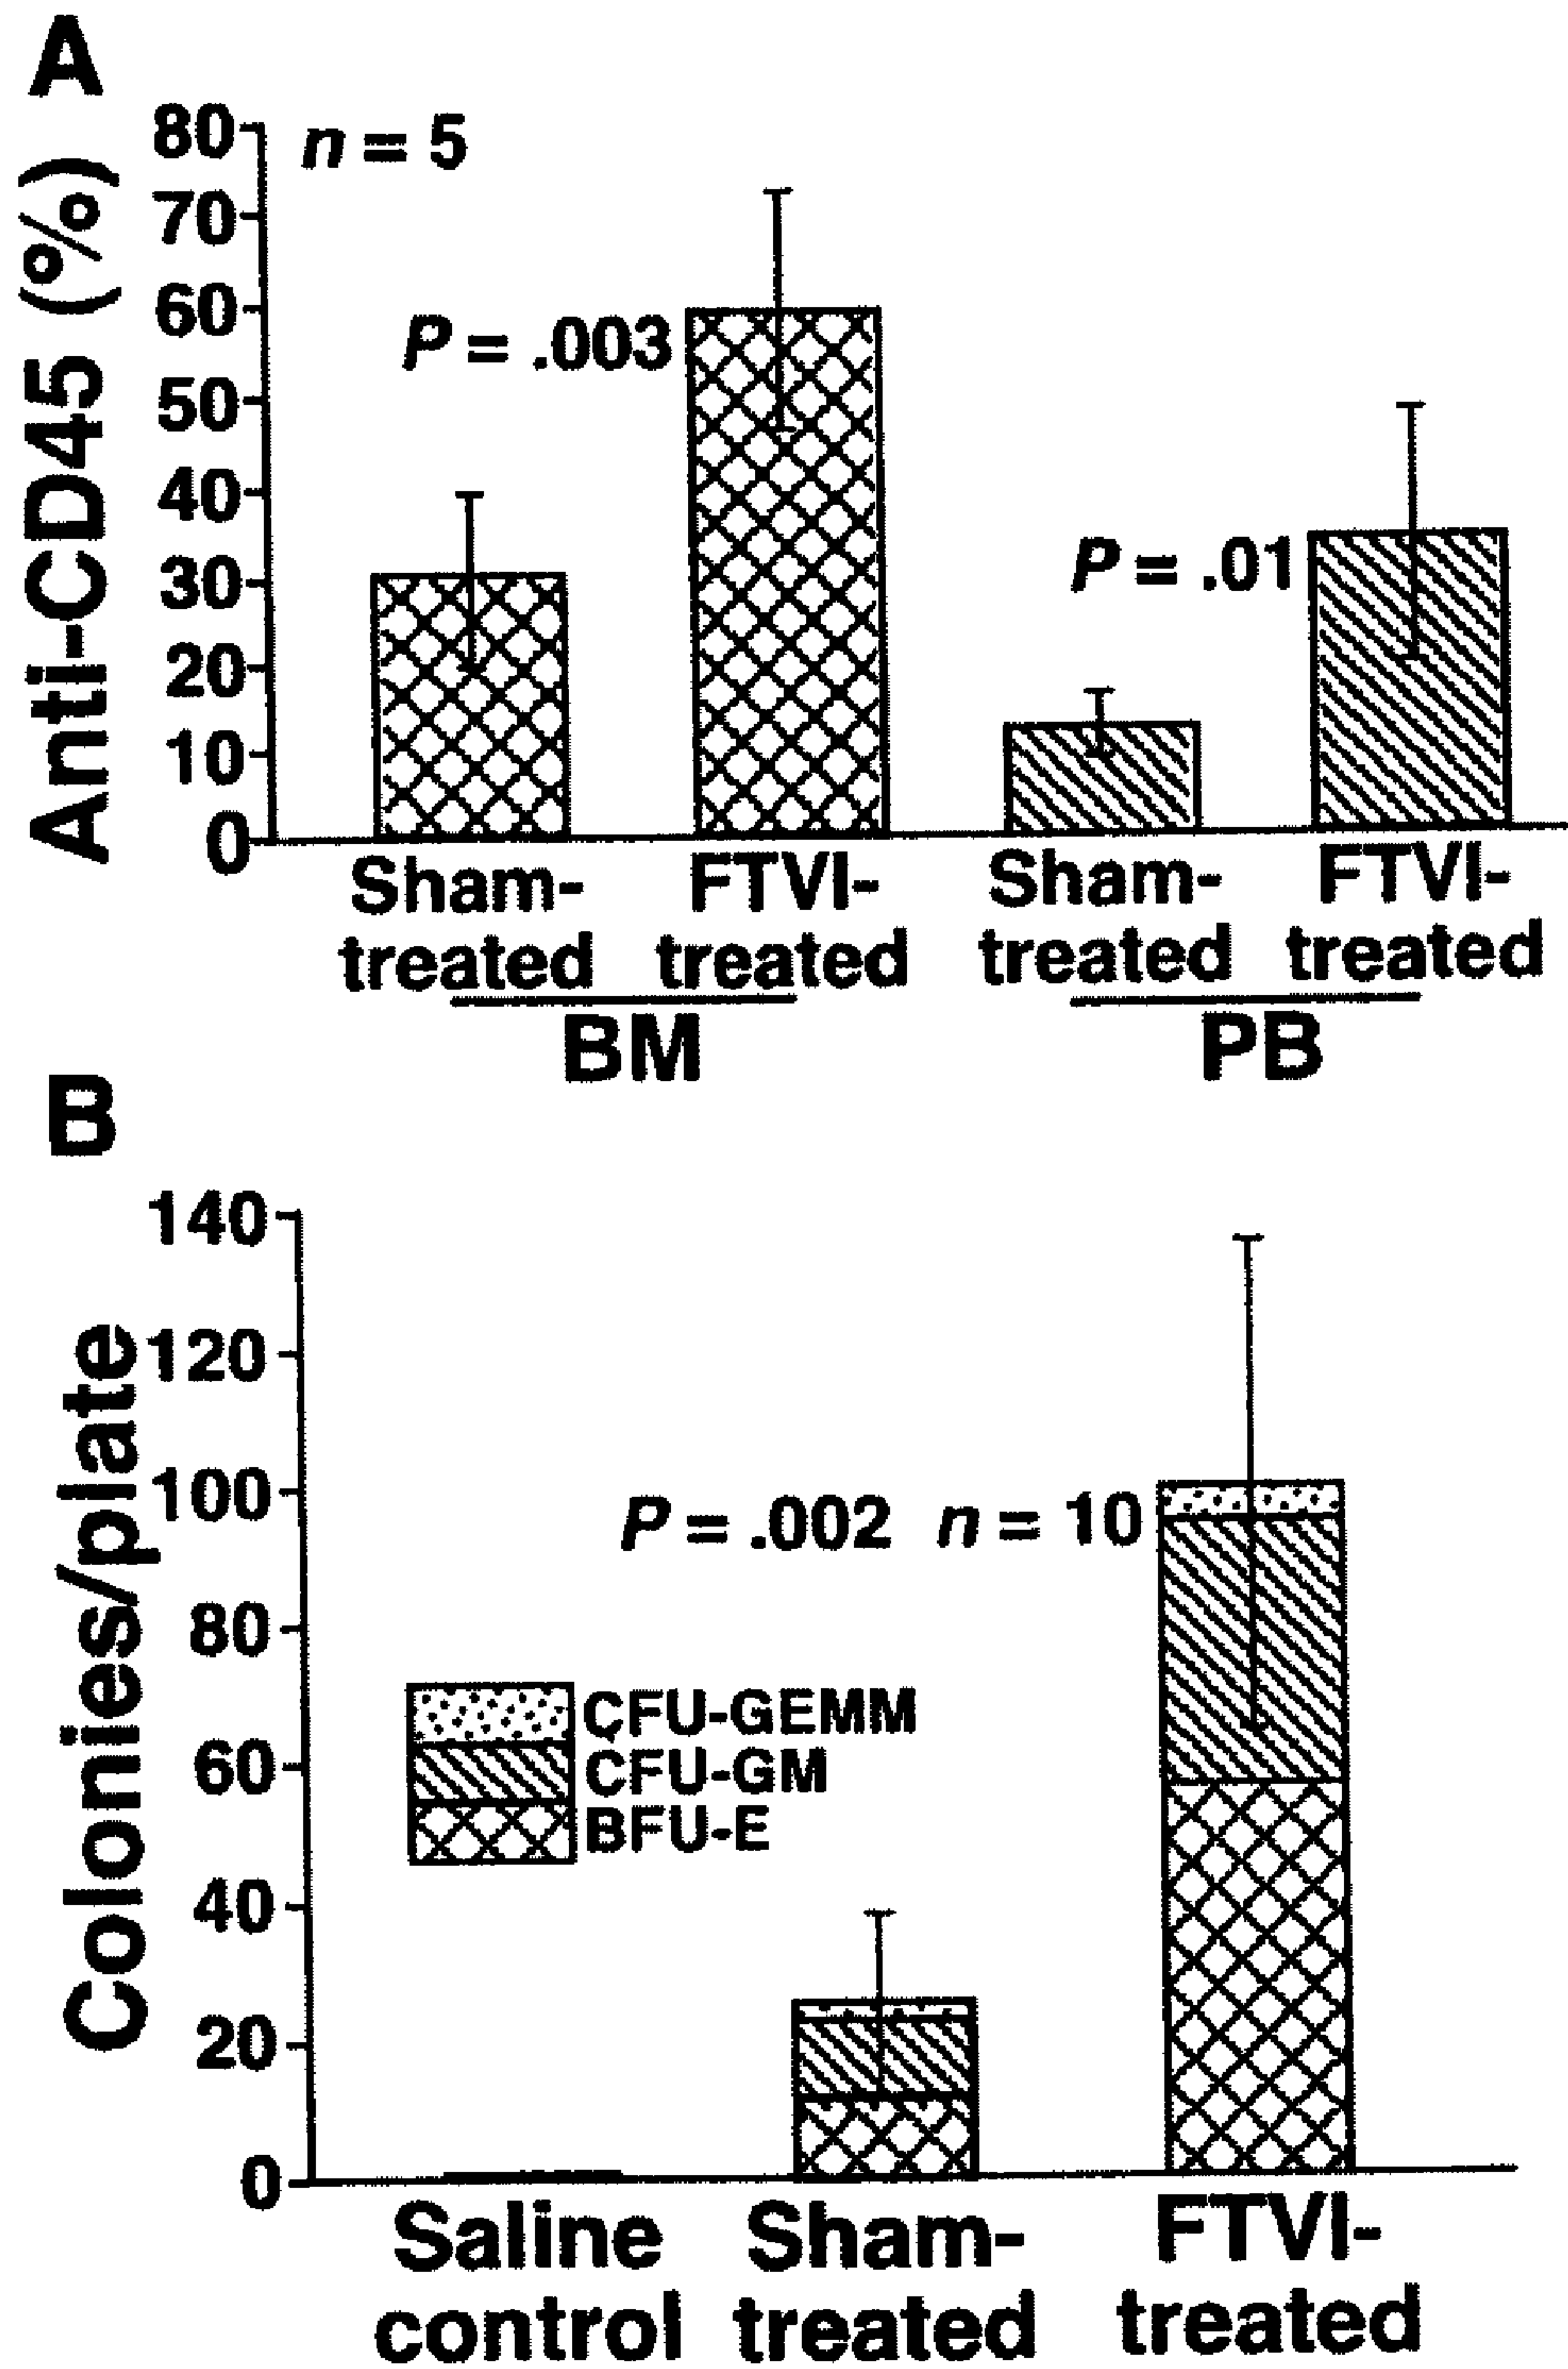 A
80
n = 5
70
60
P = .003
50
40
30
P = .01
20
10
0
Anti-CD45 (%)
Sham-treated
FTVI-treated
Sham-treated
FTVI-treated
BM
PB
B
140
120
100
P = .002 n = 10
80
60
40
20
0
Colonies/plate
CFU-GEMM
CFU-GM
BFU-E
Saline control
Sham-treated
FTVI-treated